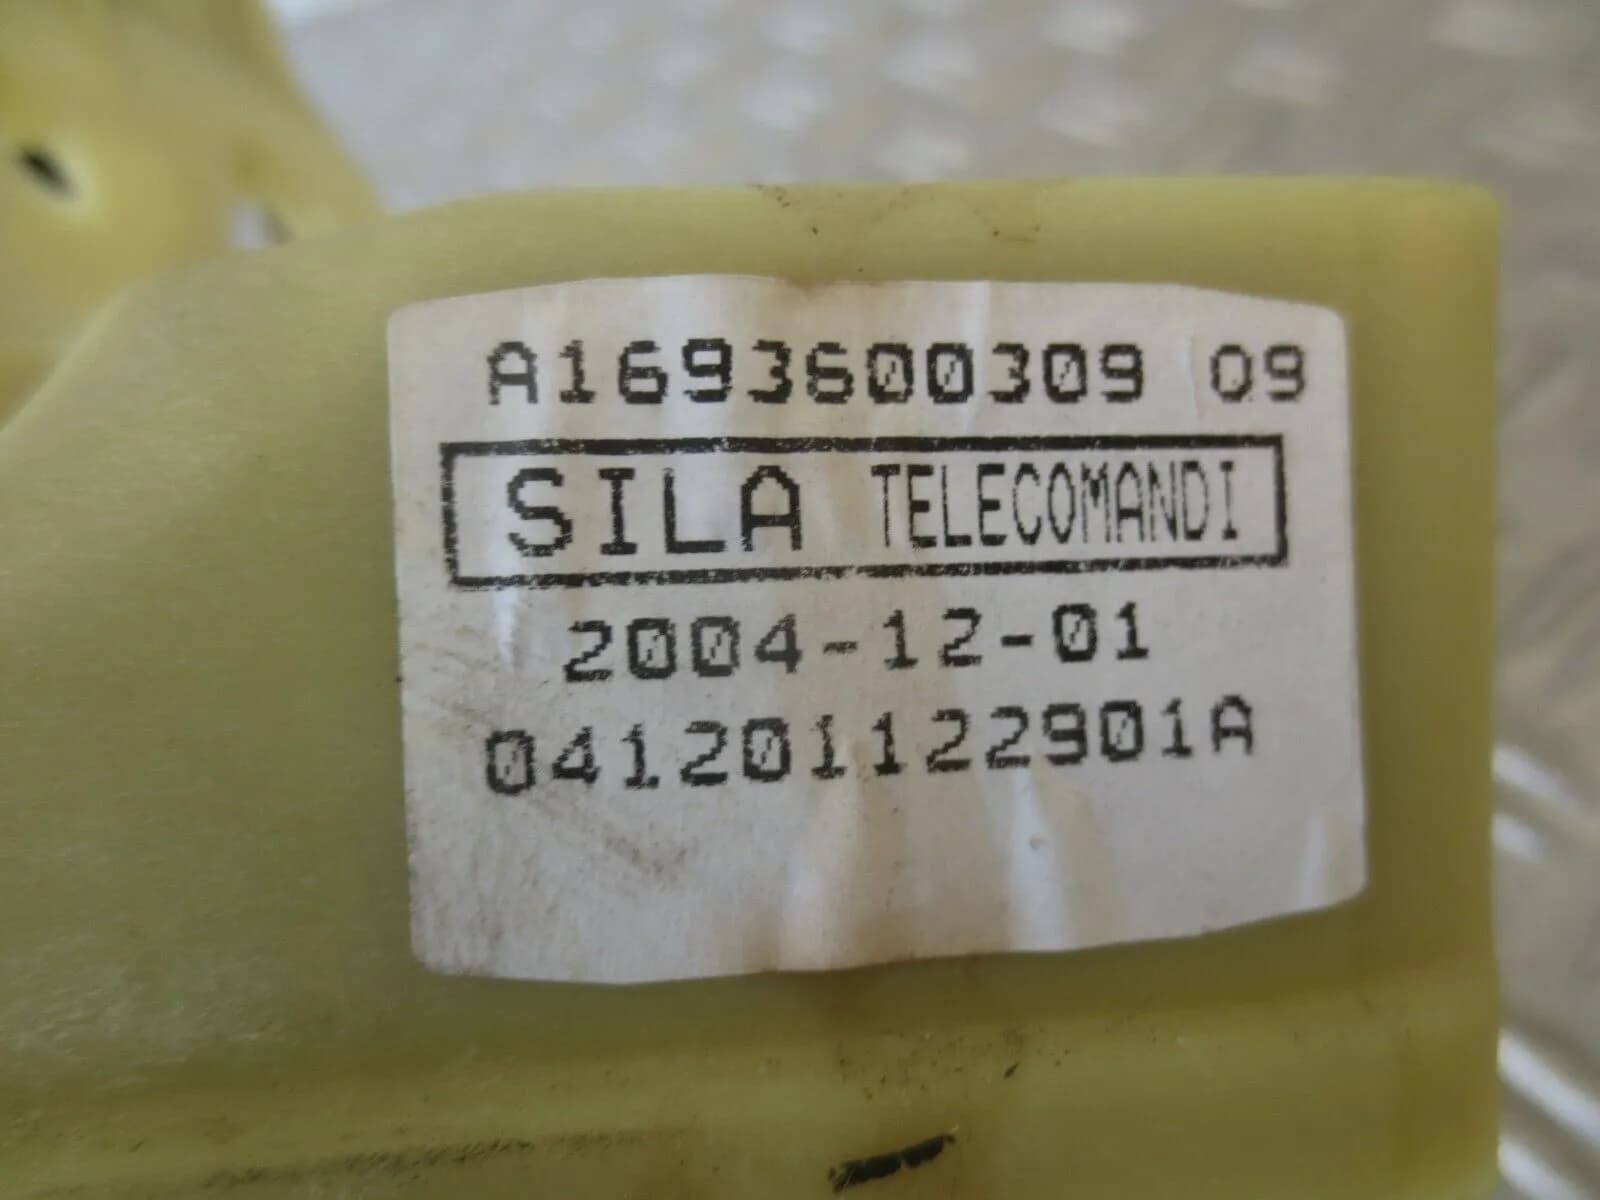 A1693600309 09
SILA TELECOMANDI
2004-12-01
041201122901A